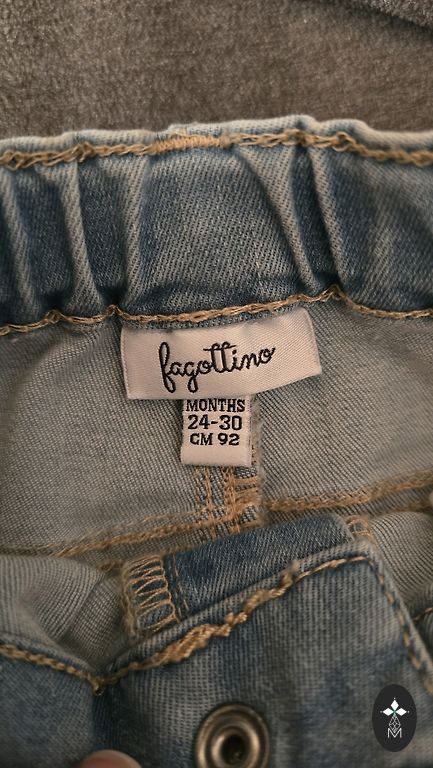 fagottino
MONTHS
24-30
CM 92